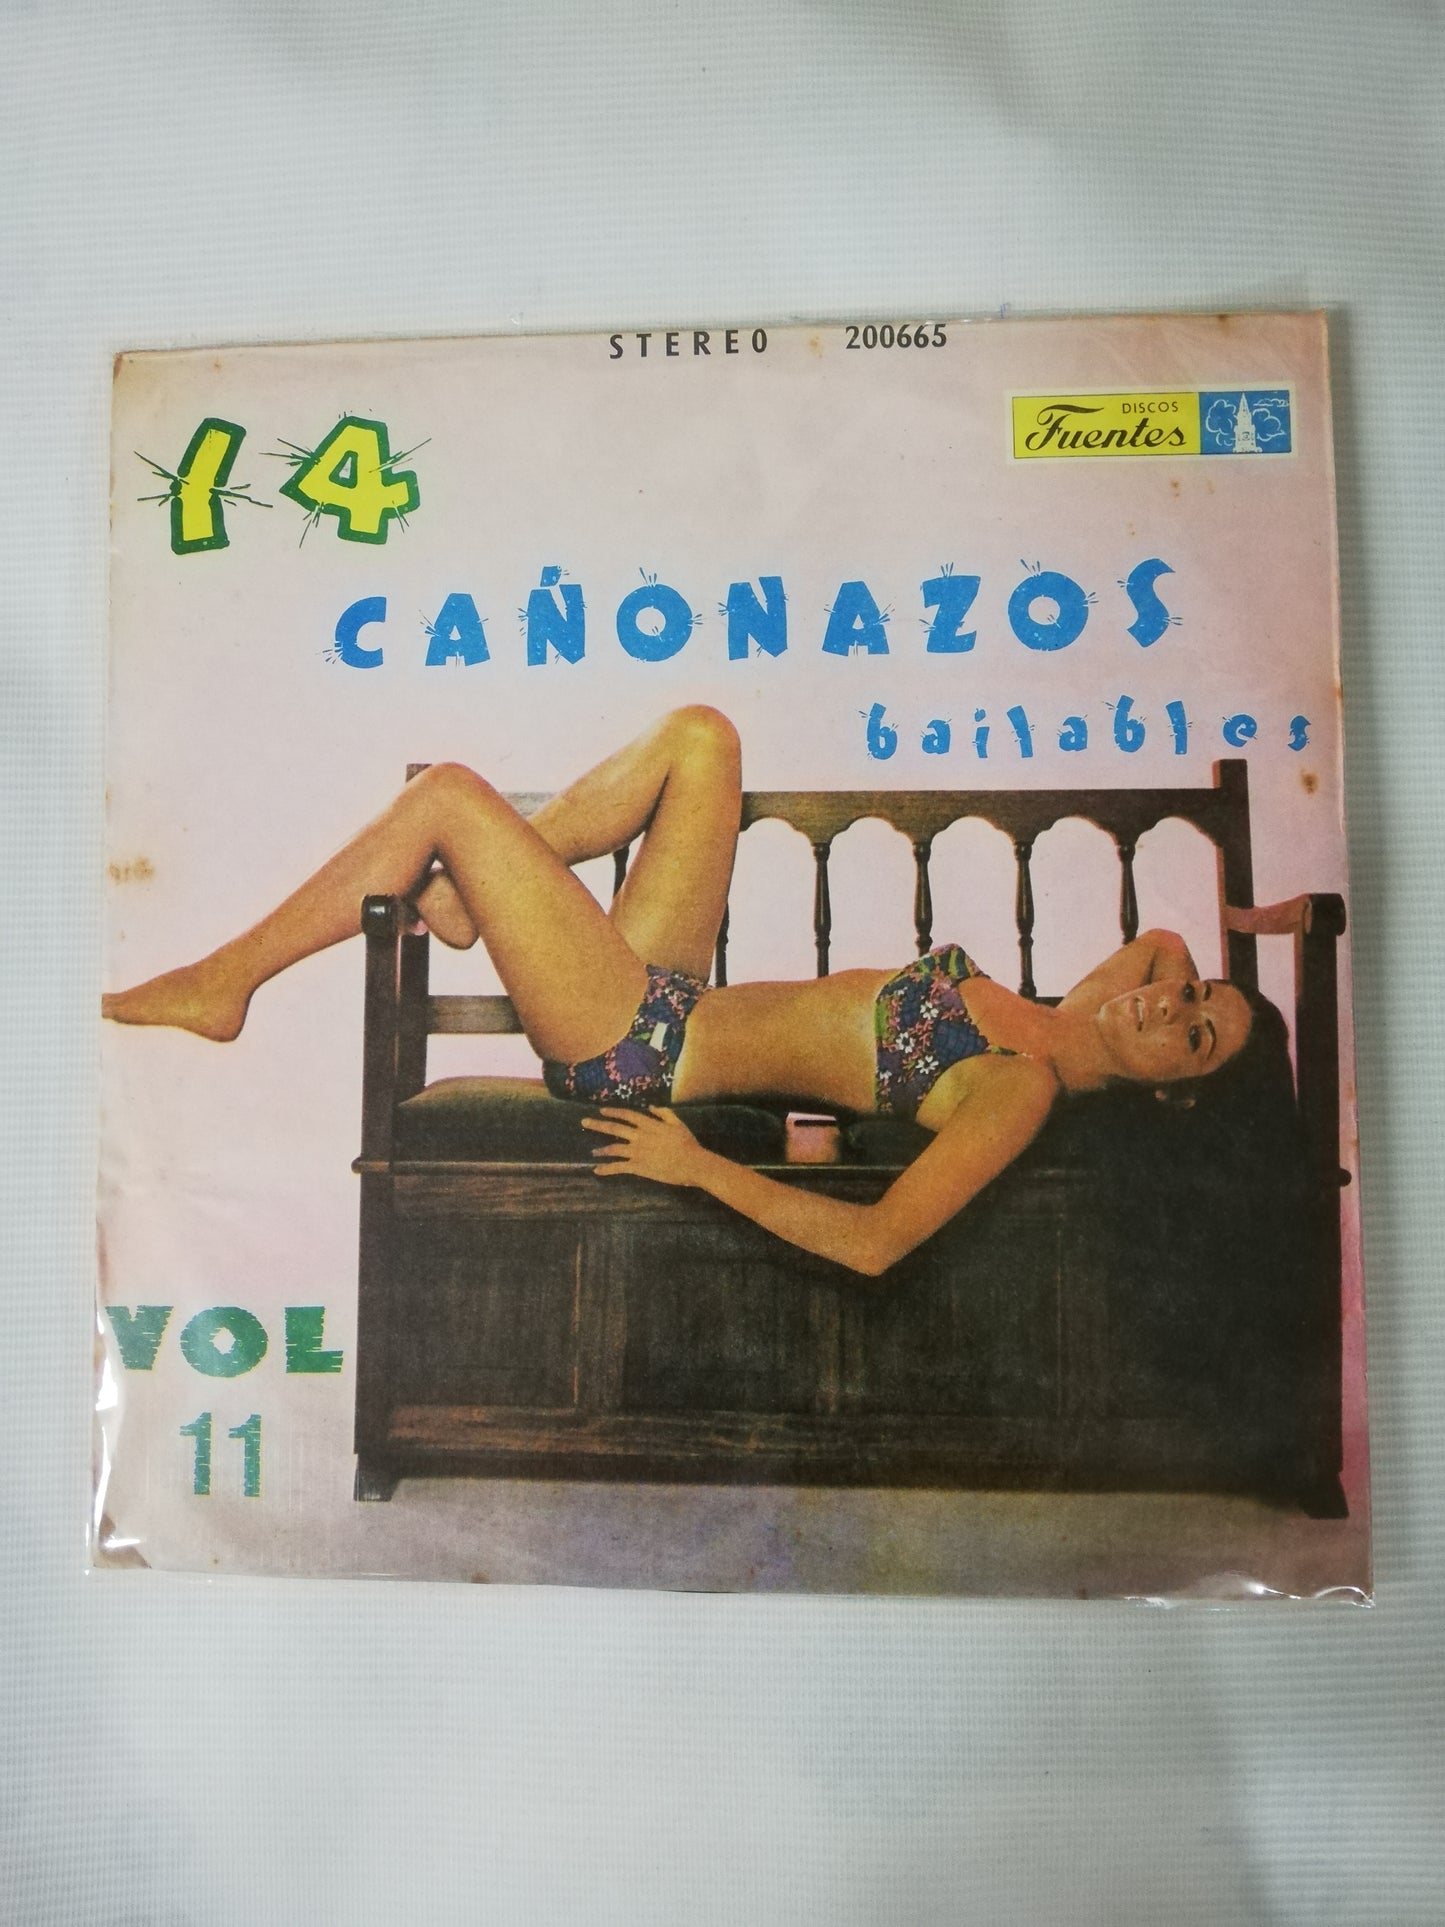 STEREO 200665
DISCOS
Fuentes
14
CAÑONAZOS
bailables
VOL
11